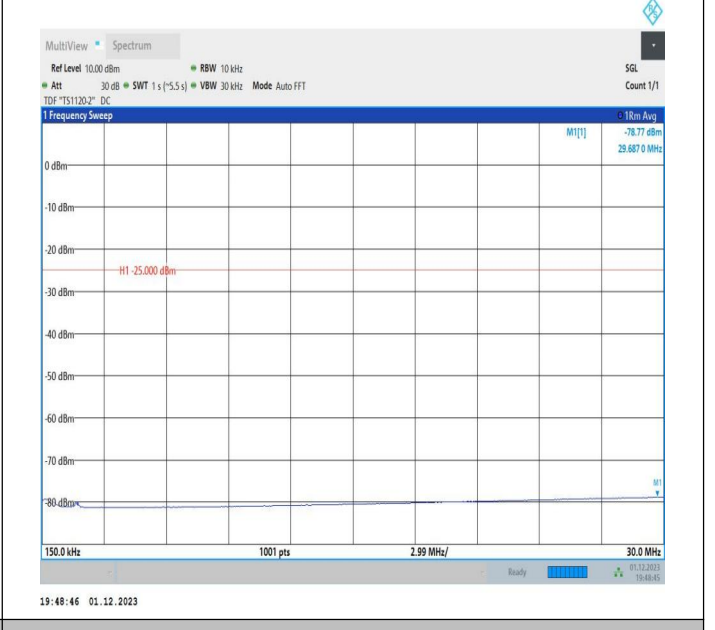 MultiView Spectrum
Ref Level 10.00 dBm RBW 10 kHz SGL
Att 30 dB SWT 1 s (~5.5 s) VBW 30 kHz Mode Auto FFT Count 1/1
TDF "TS1120-2" DC
1 Frequency Sweep 1Rm Avg
M1[1] -78.77 dBm
29.687 0 MHz
0 dBm
-10 dBm
-20 dBm
H1 -25.000 dBm
-30 dBm
-40 dBm
-50 dBm
-60 dBm
-70 dBm
M1
-80 dBm
150.0 kHz 1001 pts 2.99 MHz/ 30.0 MHz
Ready 01.12.2023
19:48:45
19:48:46 01.12.2023